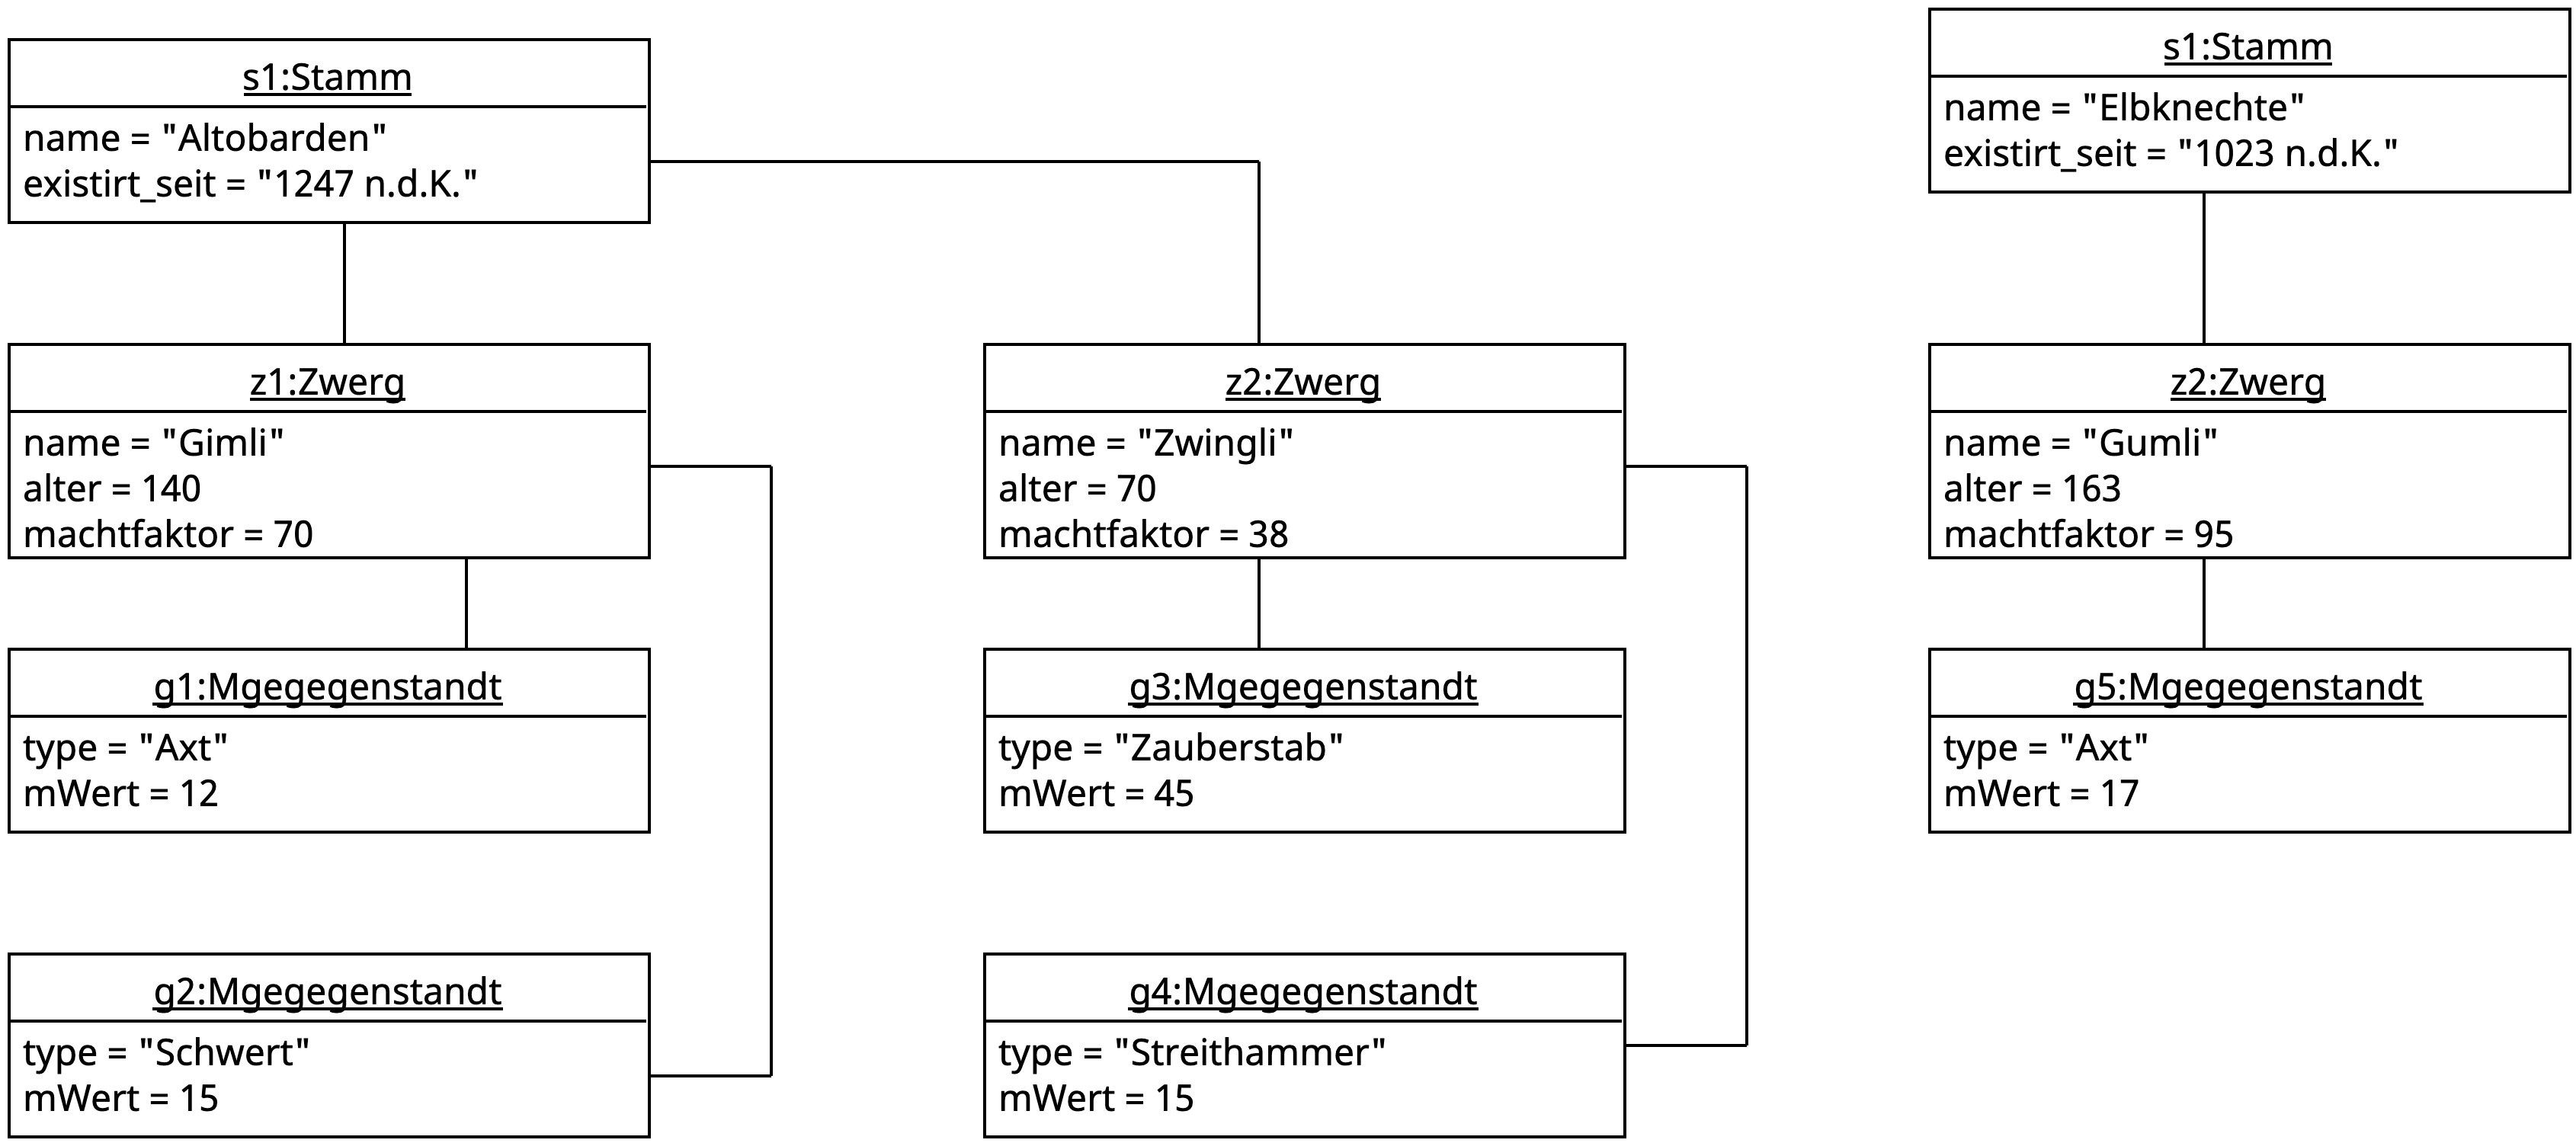 s1:Stamm
name = "Altobarden"
existirt_seit = "1247 n.d.K."
s1:Stamm
name = "Elbknechte"
existirt_seit = "1023 n.d.K."
z1:Zwerg
name = "Gimli"
alter = 140
machtfaktor = 70
z2:Zwerg
name = "Zwingli"
alter = 70
machtfaktor = 38
z2:Zwerg
name = "Gumli"
alter = 163
machtfaktor = 95
g1:Mgegegenstandt
type = "Axt"
mWert = 12
g3:Mgegegenstandt
type = "Zauberstab"
mWert = 45
g5:Mgegegenstandt
type = "Axt"
mWert = 17
g2:Mgegegenstandt
type = "Schwert"
mWert = 15
g4:Mgegegenstandt
type = "Streithammer"
mWert = 15